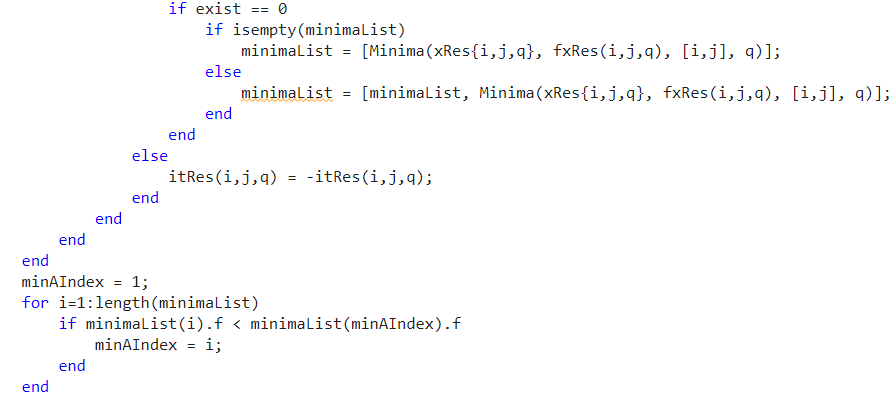 if exist == 0
if isempty(minimaList)
minimaList = [Minima(xRes{i,j,q}, fxRes(i,j,q), [i,j], q)];
else
minimaList = [minimaList, Minima(xRes{i,j,q}, fxRes(i,j,q), [i,j], q)];
end
end
else
itRes(i,j,q) = -itRes(i,j,q);
end
end
end
end
minAIndex = 1;
for i=1:length(minimaList)
if minimaList(i).f < minimaList(minAIndex).f
minAIndex = i;
end
end